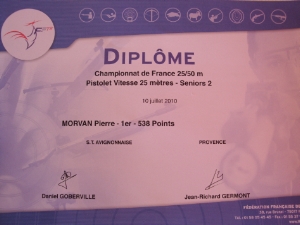 DIPLÔME
Championnat de France 25/50 m
Pistolet Vitesse 25 mètres - Seniors 2
10 juillet 2010
MORVAN Pierre - 1er - 538 Points
S.T. AVIGNONNAISE PROVENCE
Daniel GOBERVILLE Jean-Richard GERMONT
FÉDÉRATION FRANÇAISE DE